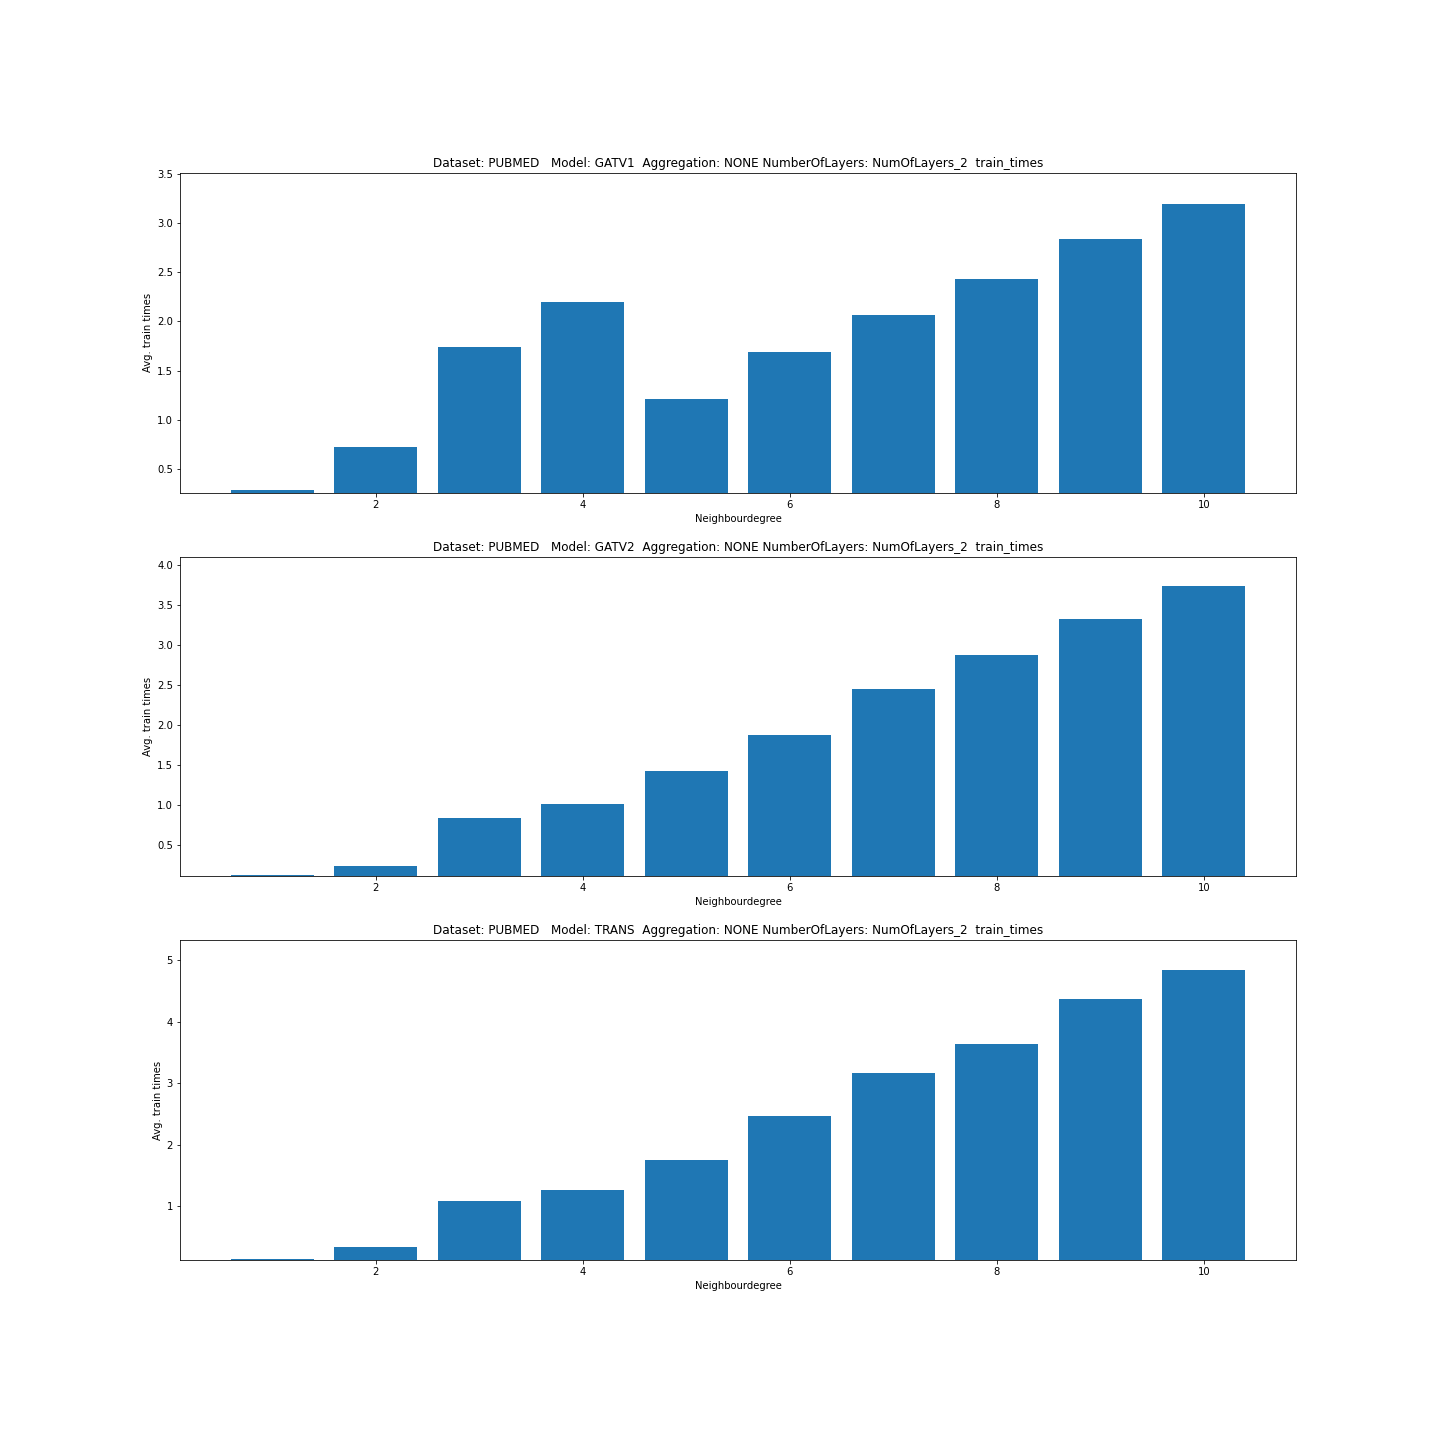 Dataset: PUBMED   Model: GATV1  Aggregation: NONE NumberOfLayers: NumOfLayers_2  train_times
3.5
3.0
2.5
2.0
1.5
1.0
0.5
Avg. train times
2 4 6 8 10
Neighbourdegree
Dataset: PUBMED   Model: GATV2  Aggregation: NONE NumberOfLayers: NumOfLayers_2  train_times
4.0
3.5
3.0
2.5
2.0
1.5
1.0
0.5
Avg. train times
2 4 6 8 10
Neighbourdegree
Dataset: PUBMED   Model: TRANS  Aggregation: NONE NumberOfLayers: NumOfLayers_2  train_times
5
4
3
2
1
Avg. train times
2 4 6 8 10
Neighbourdegree